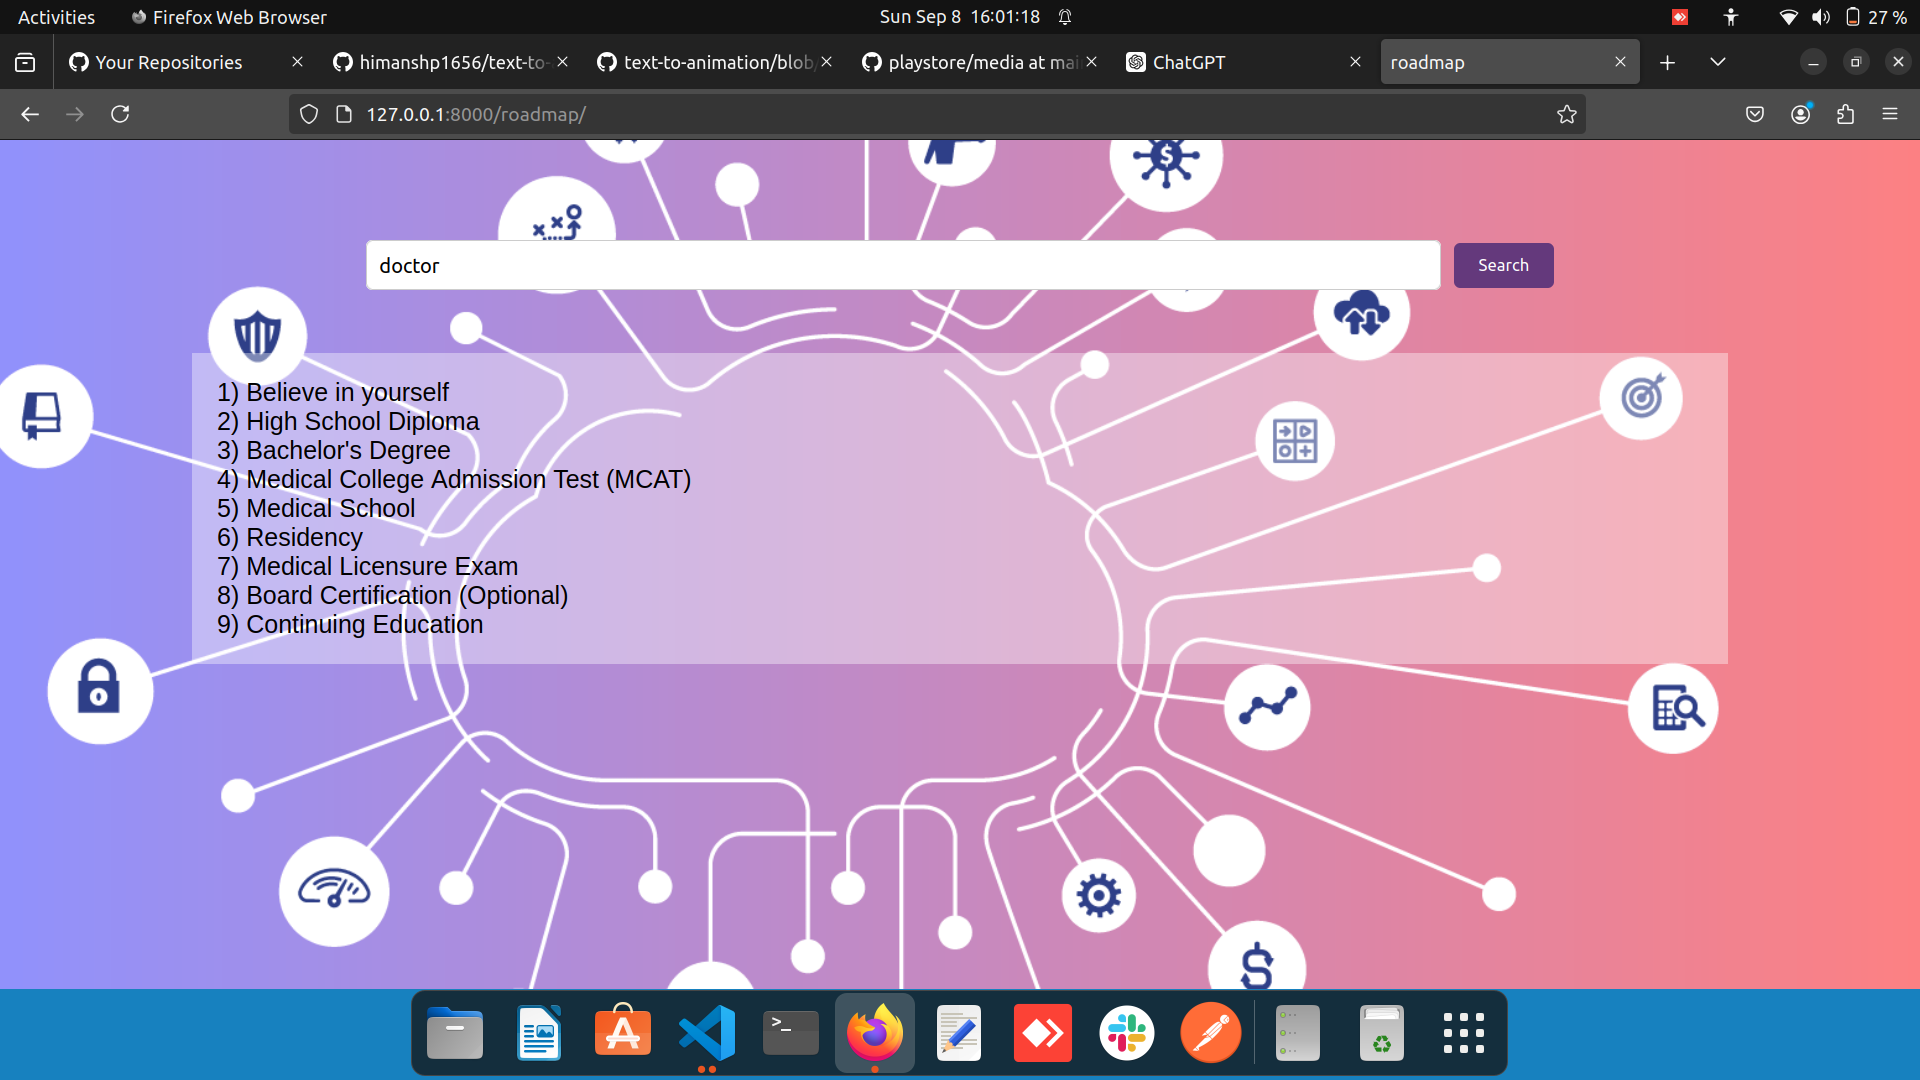 Activities Firefox Web Browser Sun Sep 8 16:01:18 27 %
Your Repositories himanshp1656/text-to- text-to-animation/blob/ playstore/media at mai ChatGPT roadmap
127.0.0.1:8000/roadmap/
doctor Search
1) Believe in yourself
2) High School Diploma
3) Bachelor's Degree
4) Medical College Admission Test (MCAT)
5) Medical School
6) Residency
7) Medical Licensure Exam
8) Board Certification (Optional)
9) Continuing Education